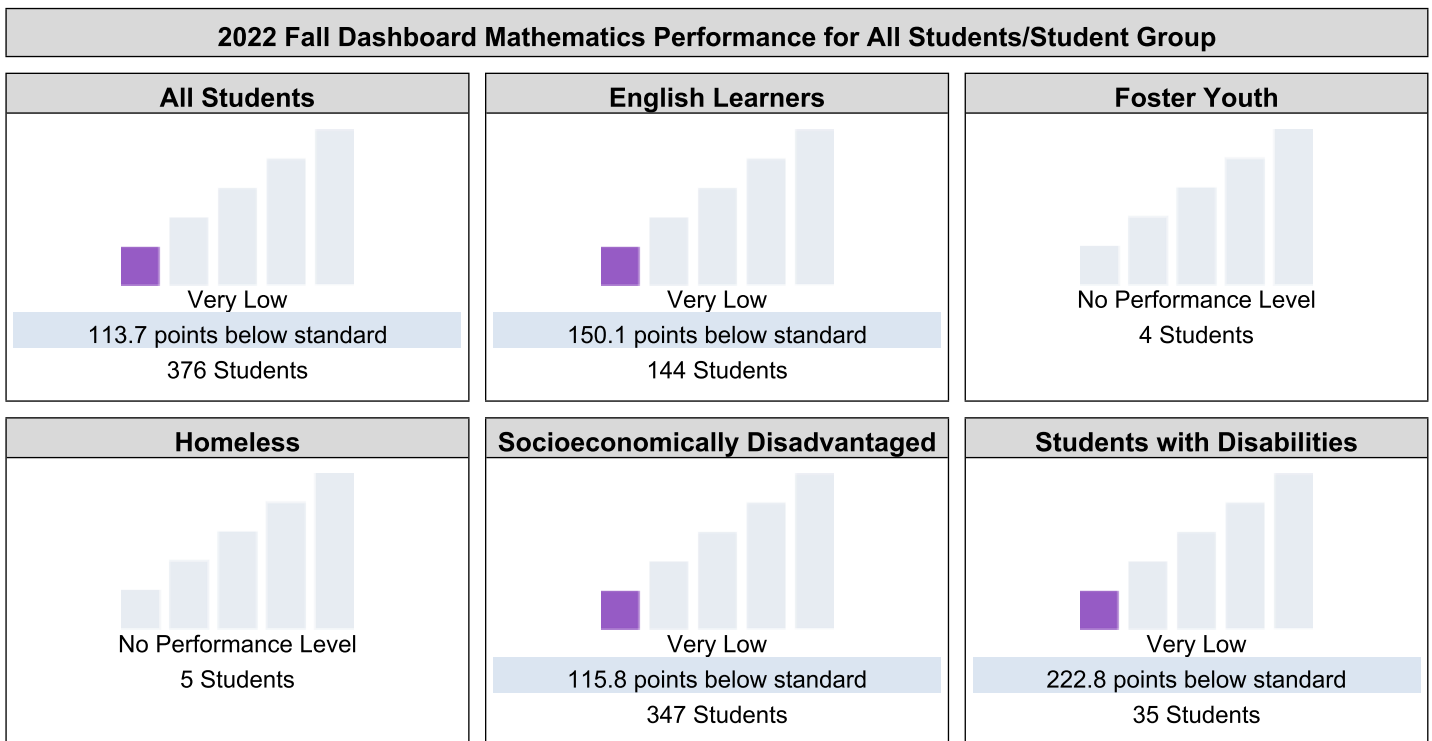 2022 Fall Dashboard Mathematics Performance for All Students/Student Group
All Students
Very Low
113.7 points below standard
376 Students
English Learners
Very Low
150.1 points below standard
144 Students
Foster Youth
No Performance Level
4 Students
Homeless
No Performance Level
5 Students
Socioeconomically Disadvantaged
Very Low
115.8 points below standard
347 Students
Students with Disabilities
Very Low
222.8 points below standard
35 Students